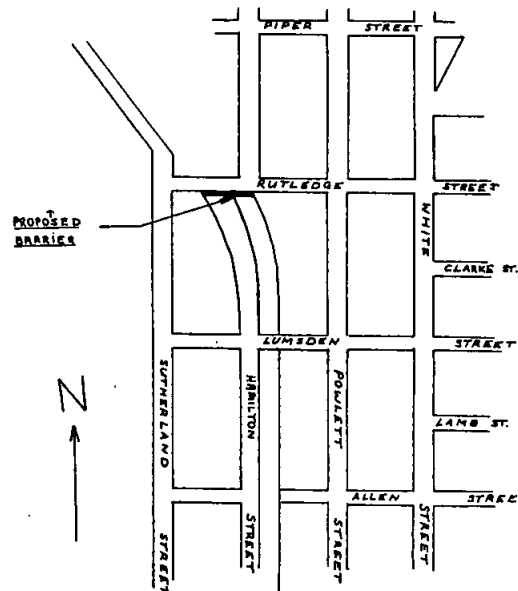 PIPER STREET
RUTLEDGE STREET
↑
PROPOSED
BARRIER
WHITE
CLARKE ST.
LUMSDEN STREET
N
SUTHERLAND
HAMILTON
POWLETT
LAMB ST.
ALLEN STREE
STREET
STREET
STREET
STREET